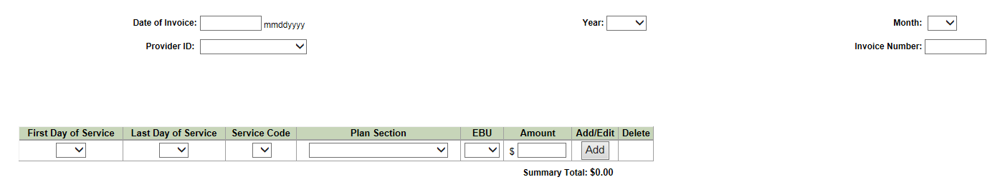 Date of Invoice: mmddyyyy Year: Month:
Provider ID: Invoice Number:
First Day of Service Last Day of Service Service Code Plan Section EBU Amount Add/Edit Delete
$ Add
Summary Total: $0.00